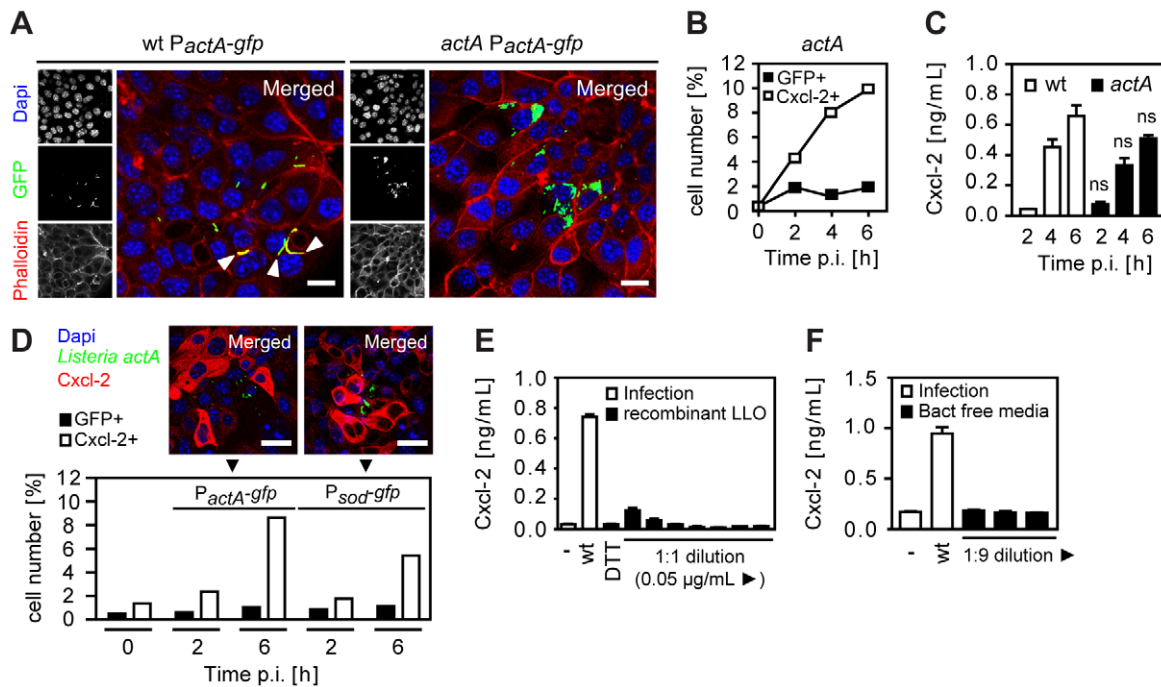 A
wt PactA-gfp
actA PactA-gfp
Dapi
GFP
Phalloidin
Merged
Merged
B
actA
cell number [%]
12
10
8
6
4
2
0
GFP+
Cxcl-2+
0 2 4 6
Time p.i. [h]
C
Cxcl-2 [ng/mL]
1.0
0.8
0.6
0.4
0.2
0.0
wt actA
ns
ns
ns
2 4 6 2 4 6
Time p.i. [h]
D
Dapi
Listeria actA
Cxcl-2
GFP+
Cxcl-2+
Merged
Merged
cell number [%]
12
10
8
6
4
2
0
PactA-gfp
Psod-gfp
0 2 6 2 6
Time p.i. [h]
E
Cxcl-2 [ng/mL]
1.0
0.8
0.6
0.4
0.2
0.0
Infection
recombinant LLO
- wt DTT
1:1 dilution
(0.05 µg/mL ►)
F
Cxcl-2 [ng/mL]
1.5
1.0
0.5
0.0
Infection
Bact free media
- wt
1:9 dilution ►